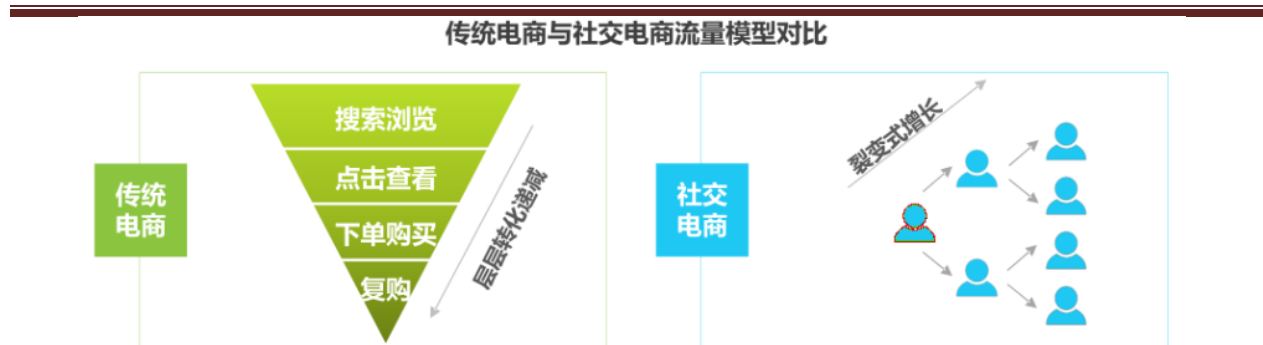 传统电商与社交电商流量模型对比
传统
电商
搜索浏览
点击查看
下单购买
复购
层层转化递减
社交
电商
裂变式增长